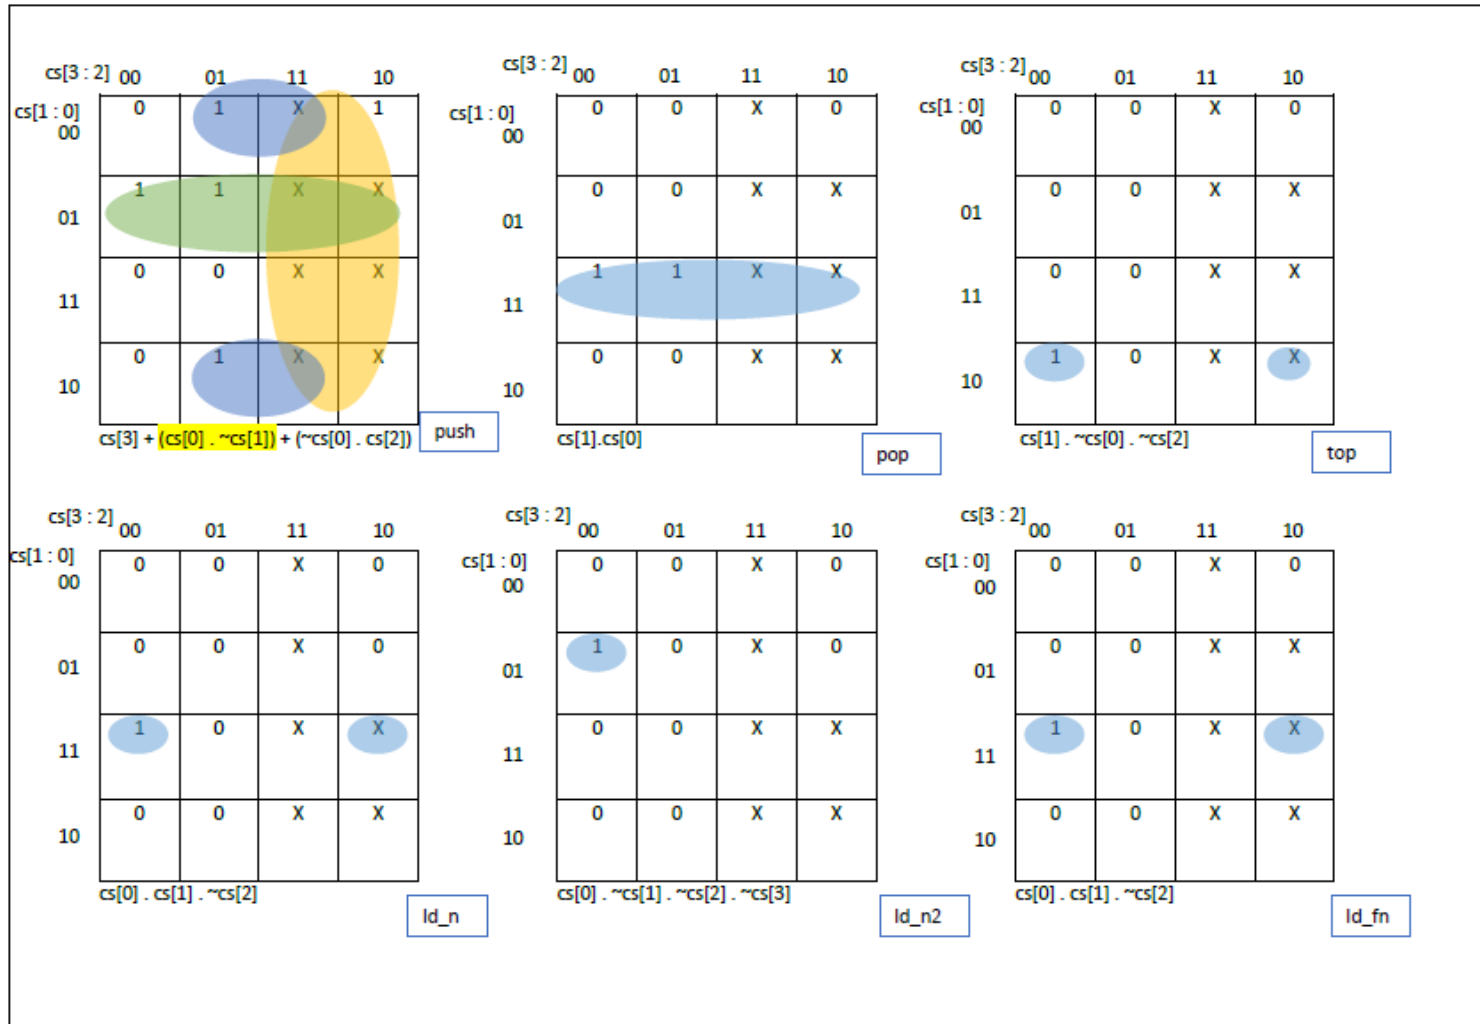 cs[3 : 2] 00 01 11 10
cs[1 : 0]
00 0 1 X 1
01 1 1 X X
11 0 0 X X
10 0 1 X X
cs[3] + (cs[0] . ~cs[1]) + (~cs[0] . cs[2])
push
cs[3 : 2] 00 01 11 10
cs[1 : 0]
00 0 0 X 0
01 0 0 X X
11 1 1 X X
10 0 0 X X
cs[1].cs[0]
pop
cs[3 : 2] 00 01 11 10
cs[1 : 0]
00 0 0 X 0
01 0 0 X X
11 0 0 X X
10 1 0 X X
cs[1] . ~cs[0] . ~cs[2]
top
cs[3 : 2] 00 01 11 10
cs[1 : 0]
00 0 0 X 0
01 0 0 X 0
11 1 0 X X
10 0 0 X X
cs[0] . cs[1] . ~cs[2]
ld_n
cs[3 : 2] 00 01 11 10
cs[1 : 0]
00 0 0 X 0
01 1 0 X 0
11 0 0 X X
10 0 0 X X
cs[0] . ~cs[1] . ~cs[2] . ~cs[3]
ld_n2
cs[3 : 2] 00 01 11 10
cs[1 : 0]
00 0 0 X 0
01 0 0 X X
11 1 0 X X
10 0 0 X X
cs[0] . cs[1] . ~cs[2]
ld_fn